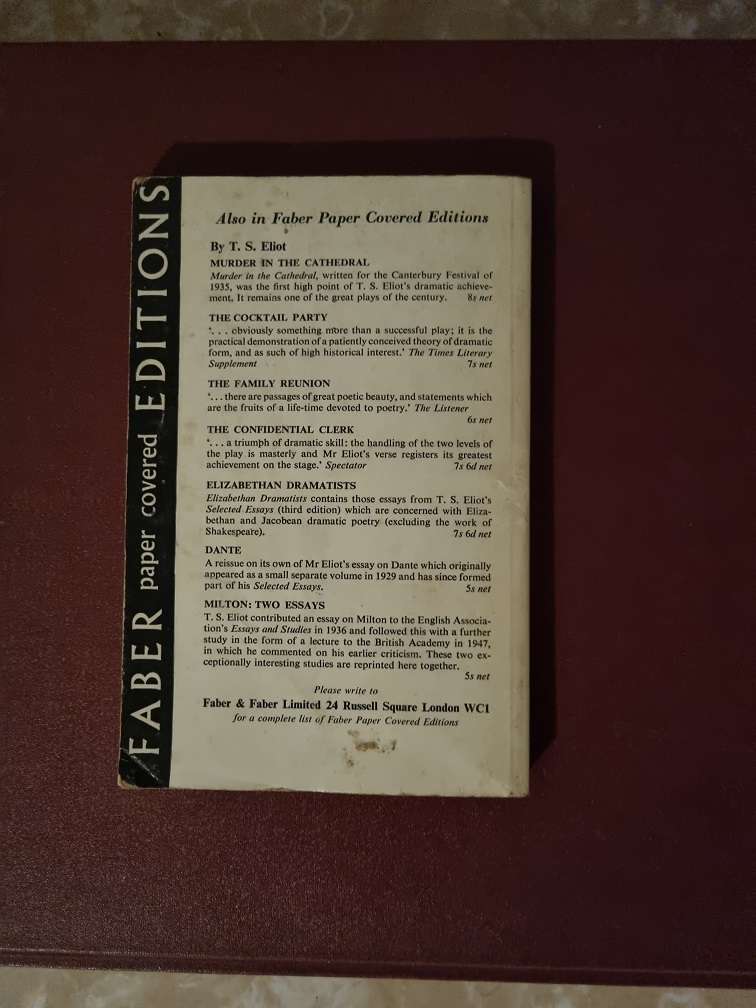 FABER paper covered EDITIONS
Also in Faber Paper Covered Editions
By T. S. Eliot
MURDER IN THE CATHEDRAL
Murder in the Cathedral, written for the Canterbury Festival of
1935, was the first high point of T. S. Eliot's dramatic achieve-
ment. It remains one of the great plays of the century. 8s net
THE COCKTAIL PARTY
'. . . obviously something more than a successful play; it is the
practical demonstration of a patiently conceived theory of dramatic
form, and as such of high historical interest.' The Times Literary
Supplement 7s net
THE FAMILY REUNION
'. . . there are passages of great poetic beauty, and statements which
are the fruits of a life-time devoted to poetry.' The Listener
6s net
THE CONFIDENTIAL CLERK
'. . . a triumph of dramatic skill: the handling of the two levels of
the play is masterly and Mr Eliot's verse registers its greatest
achievement on the stage.' Spectator 7s 6d net
ELIZABETHAN DRAMATISTS
Elizabethan Dramatists contains those essays from T. S. Eliot's
Selected Essays (third edition) which are concerned with Eliza-
bethan and Jacobean dramatic poetry (excluding the work of
Shakespeare). 7s 6d net
DANTE
A reissue on its own of Mr Eliot's essay on Dante which originally
appeared as a small separate volume in 1929 and has since formed
part of his Selected Essays. 5s net
MILTON: TWO ESSAYS
T. S. Eliot contributed an essay on Milton to the English Associa-
tion's Essays and Studies in 1936 and followed this with a further
study in the form of a lecture to the British Academy in 1947,
in which he commented on his earlier criticism. These two ex-
ceptionally interesting studies are reprinted here together.
5s net
Please write to
Faber & Faber Limited 24 Russell Square London WC1
for a complete list of Faber Paper Covered Editions